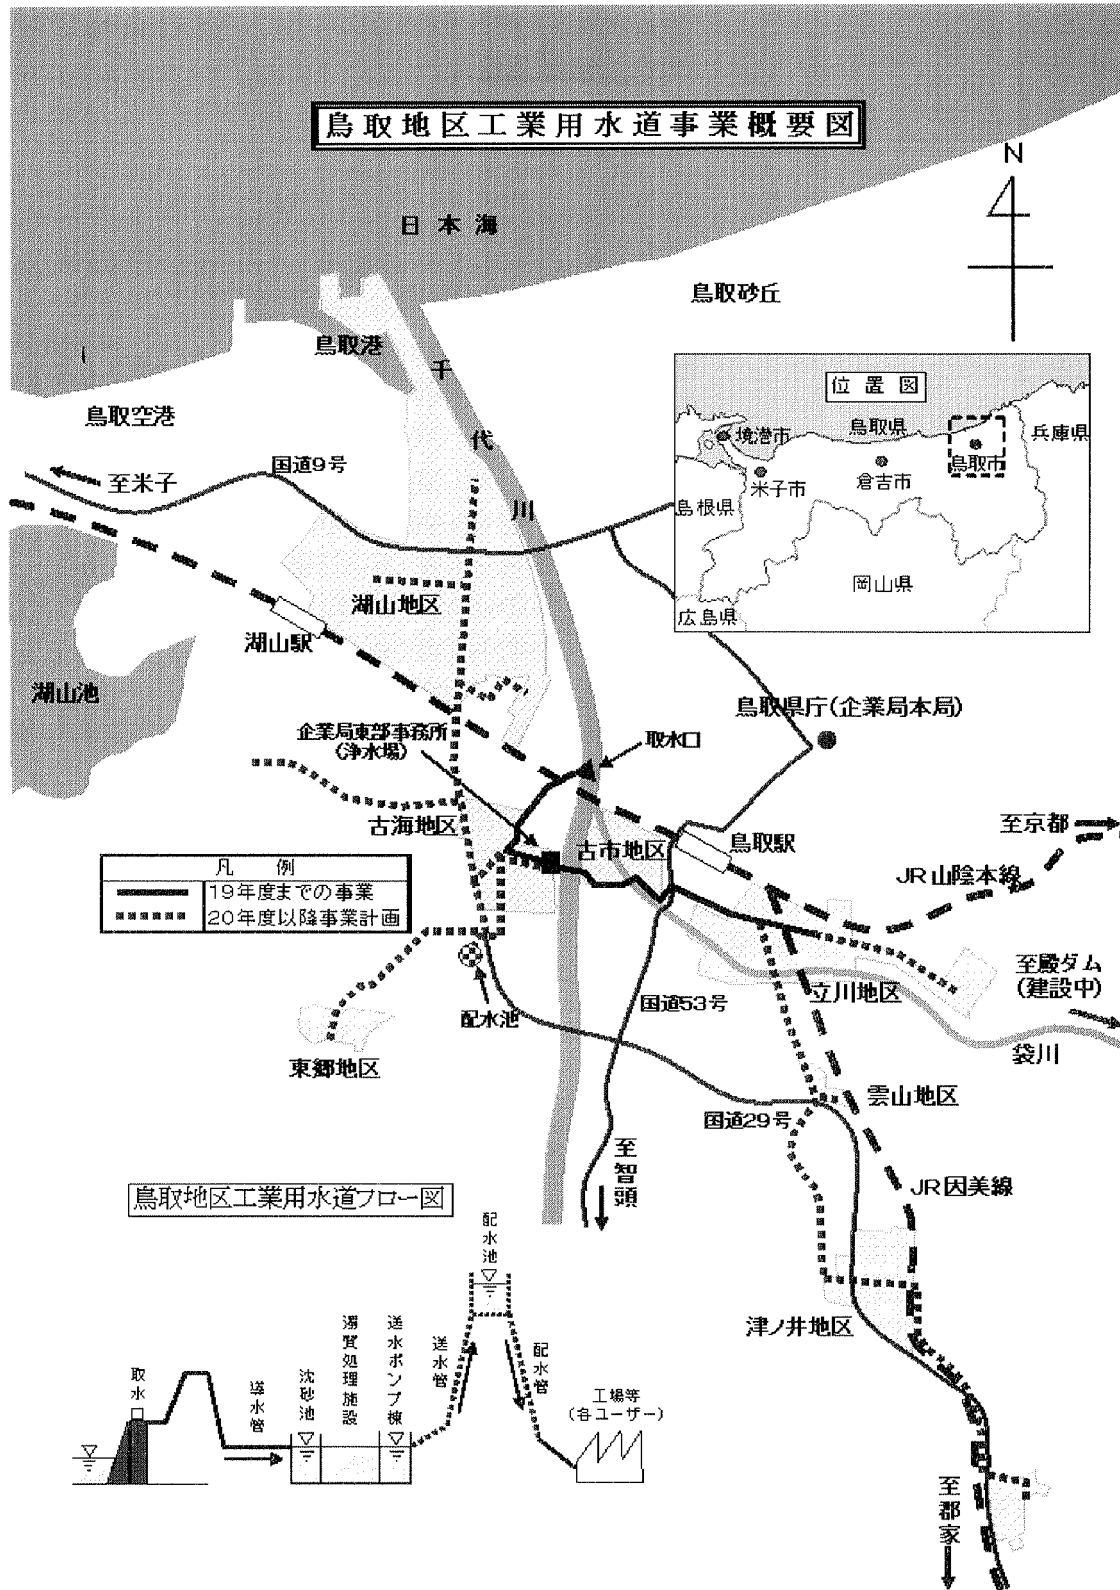 鳥取地区工業用水道事業概要図
N
日本海
鳥取砂丘
鳥取港
千代川
鳥取空港
国道9号
至米子
位置図
境港市
鳥取県
兵庫県
鳥取市
米子市
倉吉市
島根県
岡山県
広島県
湖山地区
湖山駅
湖山池
鳥取県庁(企業局本局)
企業局東部事務所
(浄水場)
取水口
古海地区
古市地区
鳥取駅
至京都
JR山陰本線
凡例
19年度までの事業
20年度以降事業計画
至殿ダム
(建設中)
立川地区
配水池
国道53号
袋川
東郷地区
雲山地区
国道29号
至智頭
JR因美線
鳥取地区工業用水道フロー図
津ノ井地区
取水
導水管
沈砂池
濁質処理施設
送水ポンプ棟
送水管
配水池
配水管
工場等
(各ユーザー)
至郡家